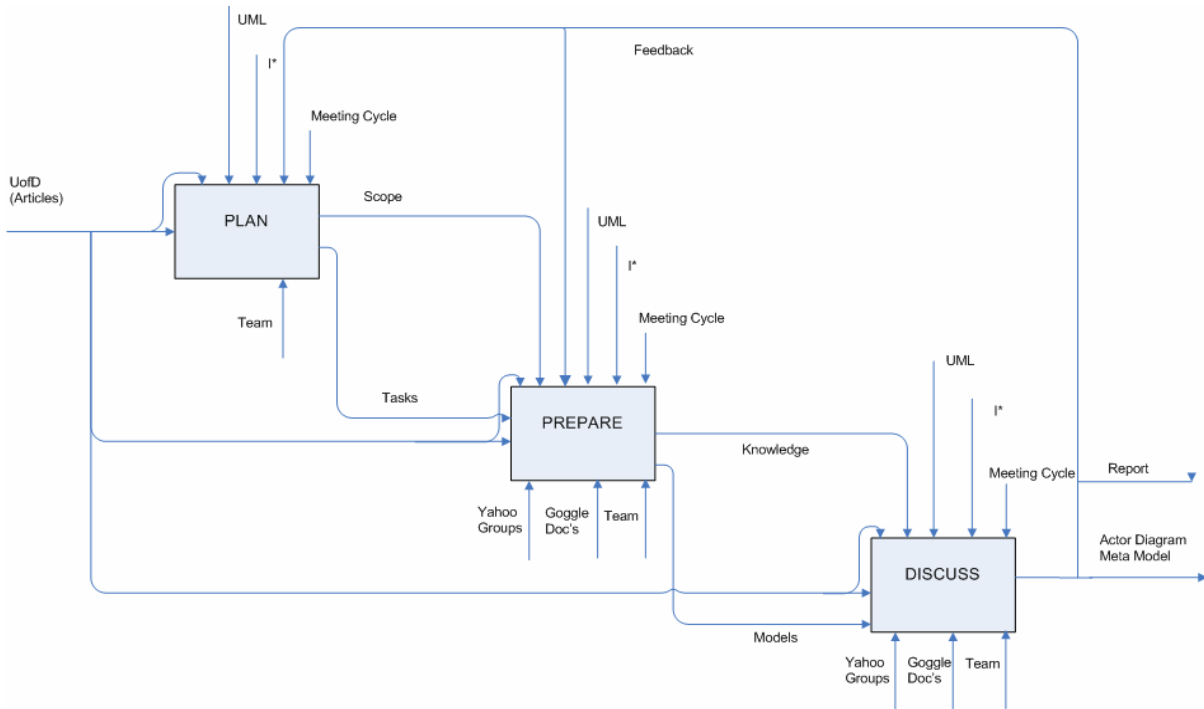 UML
Feedback
I*
Meeting Cycle
UofD
(Articles)
PLAN
Scope
UML
I*
Team
Meeting Cycle
UML
Tasks
I*
PREPARE
Knowledge
Meeting Cycle
Report
Yahoo
Groups
Goggle
Doc's
Team
Actor Diagram
Meta Model
DISCUSS
Models
Yahoo
Groups
Goggle
Doc's
Team